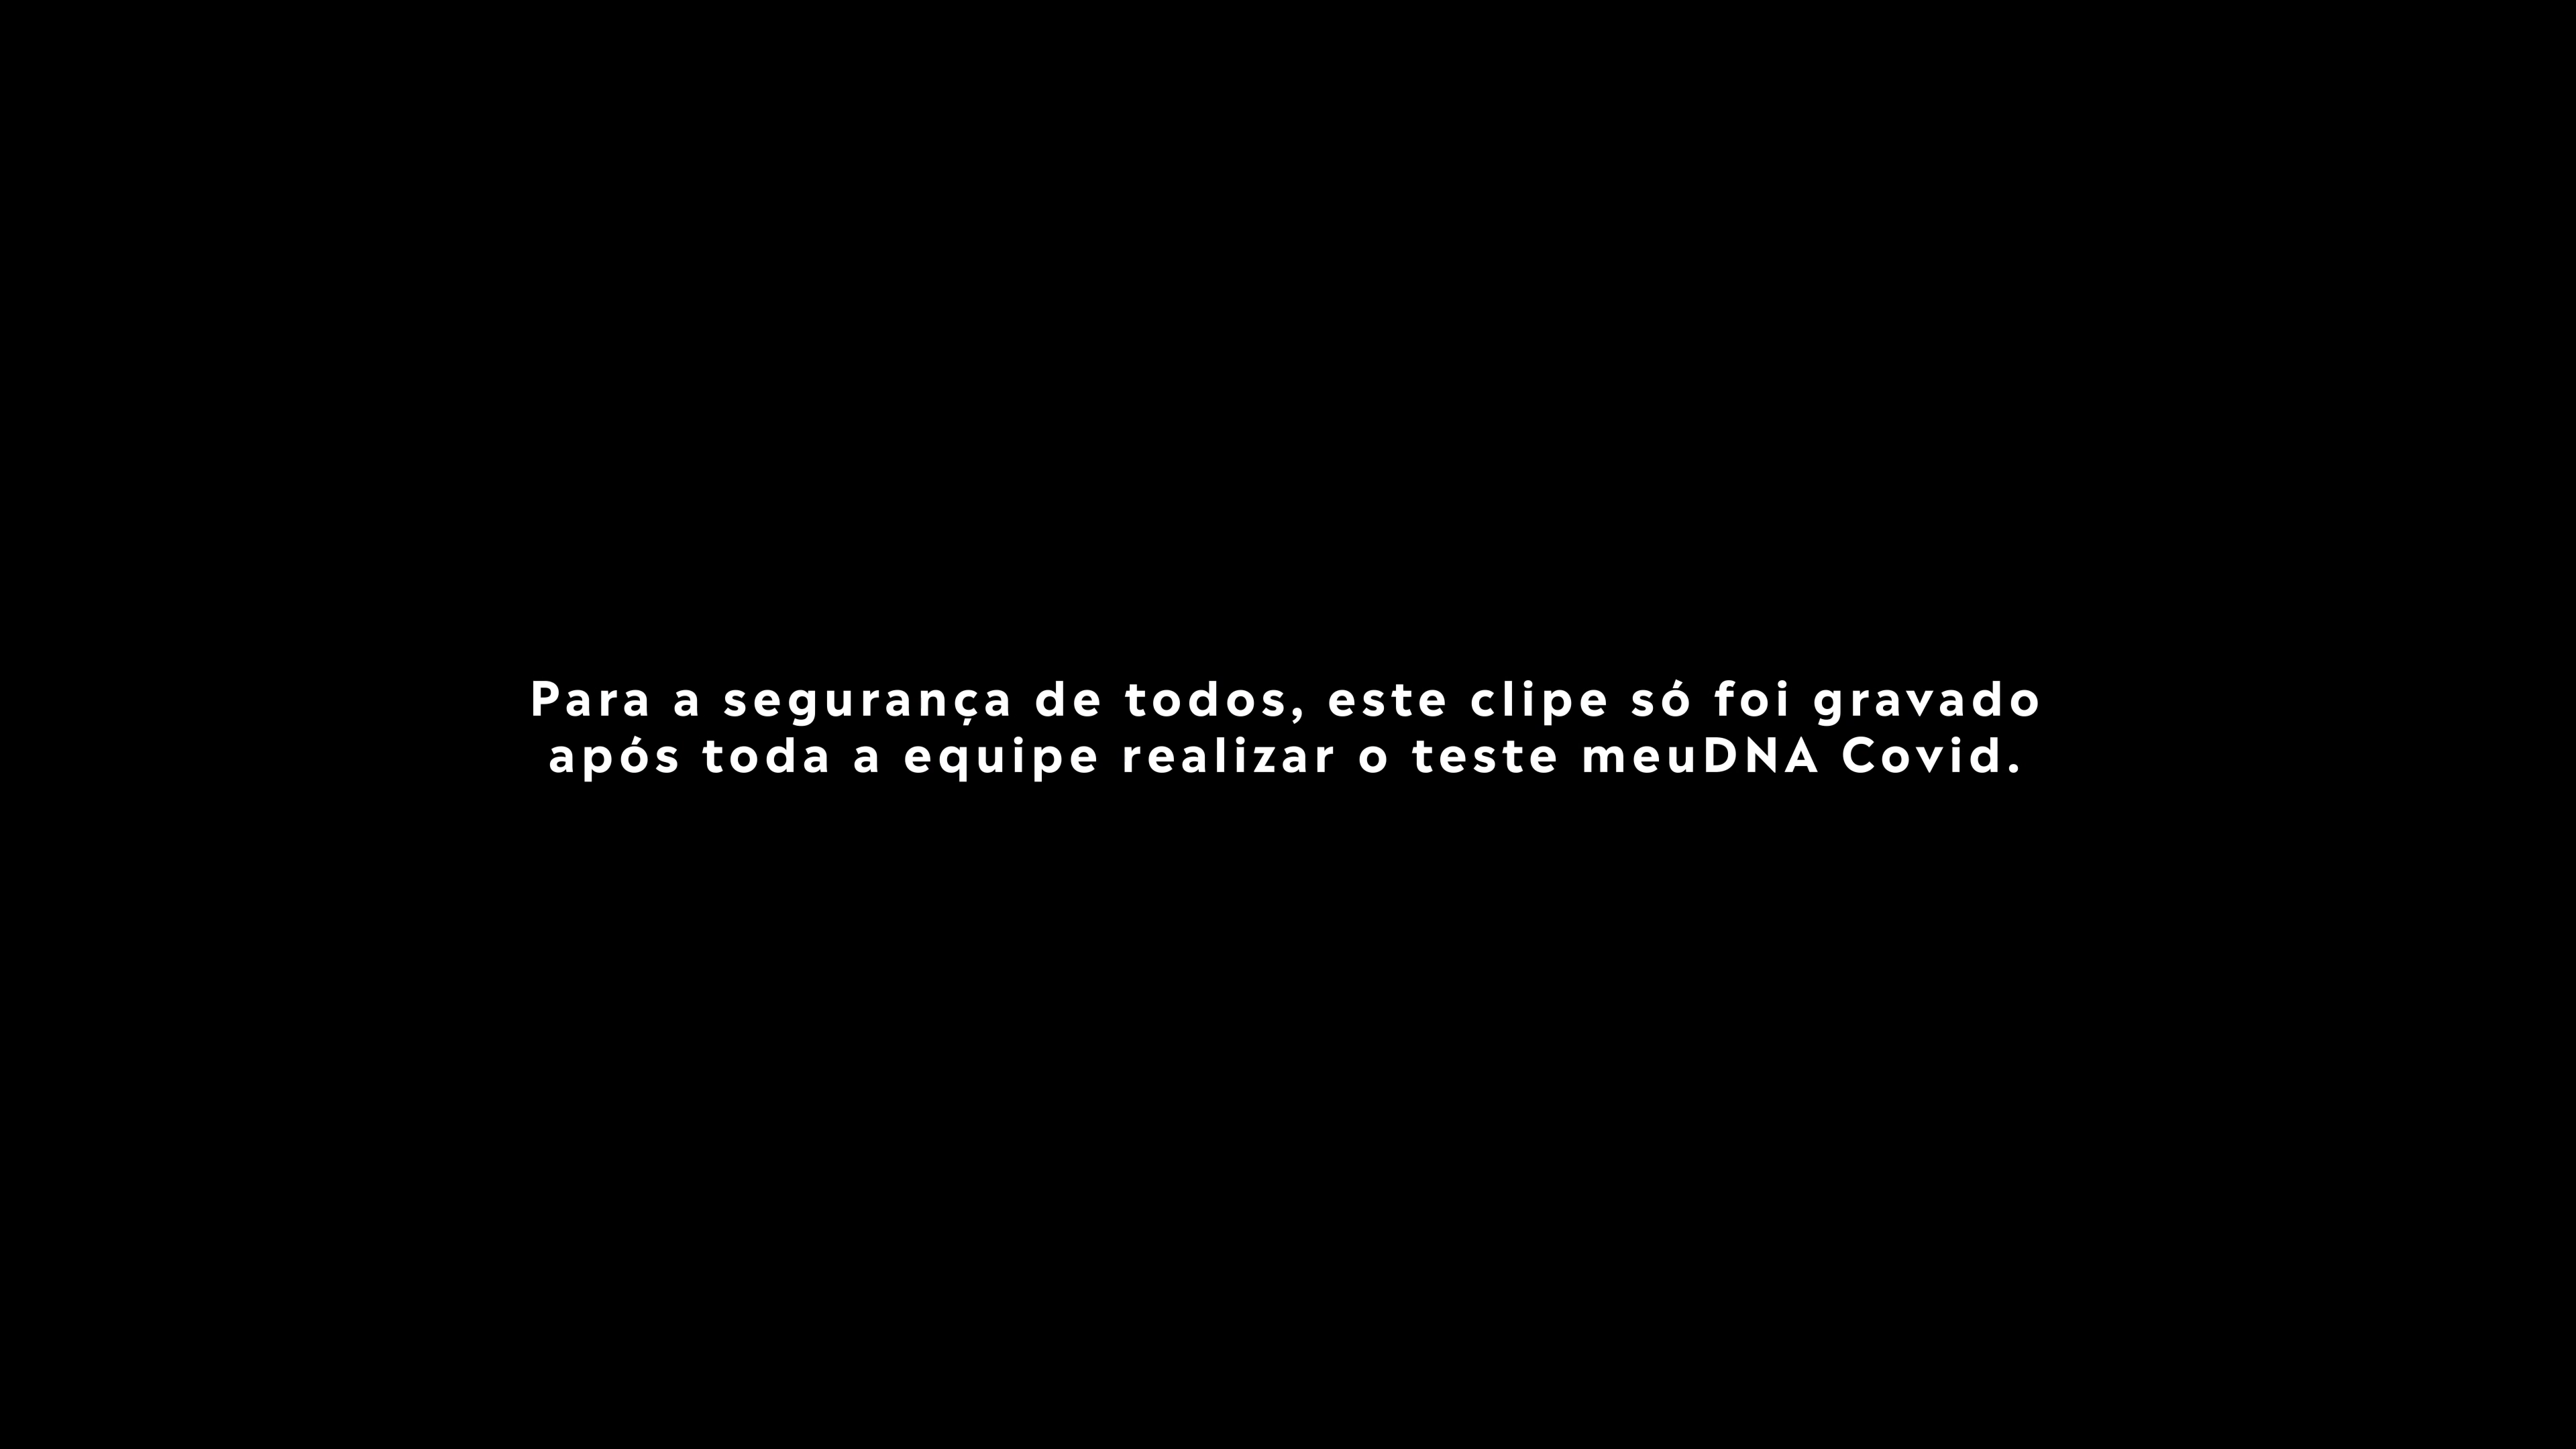 Para a segurança de todos, este clipe só foi gravado
após toda a equipe realizar o teste meuDNA Covid.